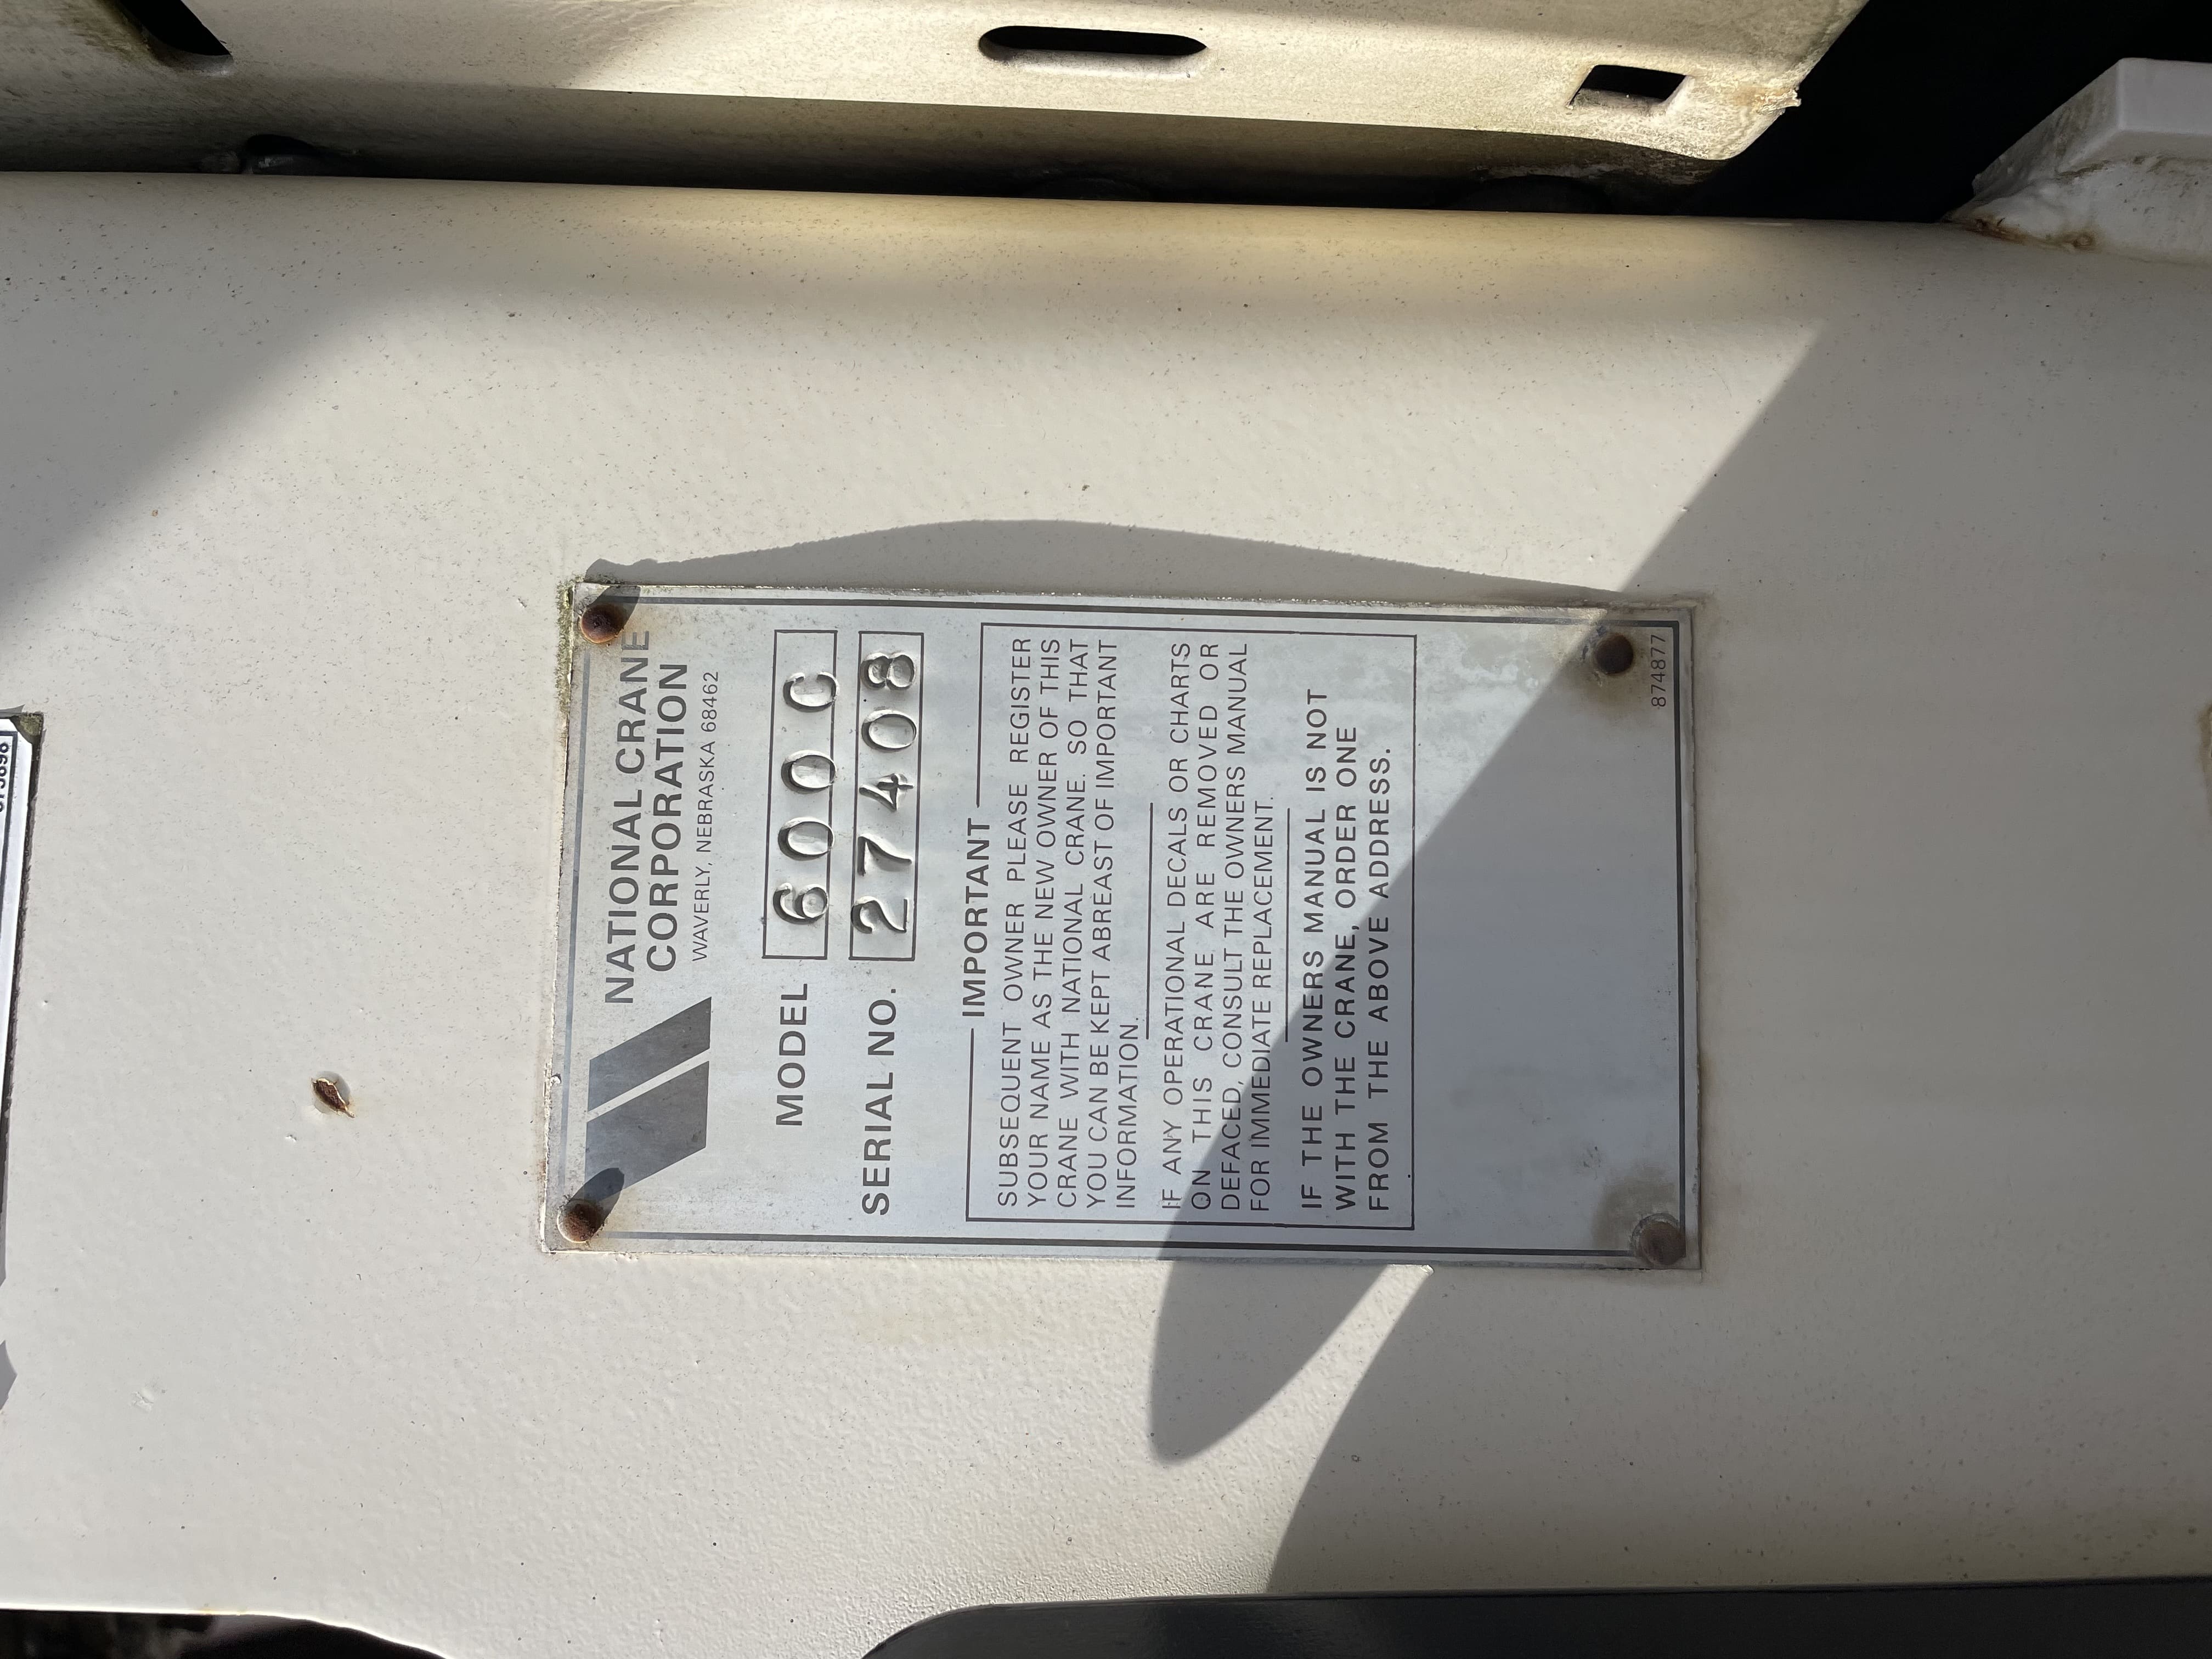 NATIONAL CRANE
CORPORATION
WAVERLY, NEBRASKA 68462
MODEL 600C
SERIAL NO. 27408
IMPORTANT
SUBSEQUENT OWNER PLEASE REGISTER
YOUR NAME AS THE NEW OWNER OF THIS
CRANE WITH NATIONAL CRANE. SO THAT
YOU CAN BE KEPT ABREAST OF IMPORTANT
INFORMATION.
IF ANY OPERATIONAL DECALS OR CHARTS
ON THIS CRANE ARE REMOVED OR
DEFACED, CONSULT THE OWNERS MANUAL
FOR IMMEDIATE REPLACEMENT.
IF THE OWNERS MANUAL IS NOT
WITH THE CRANE, ORDER ONE
FROM THE ABOVE ADDRESS.
874877